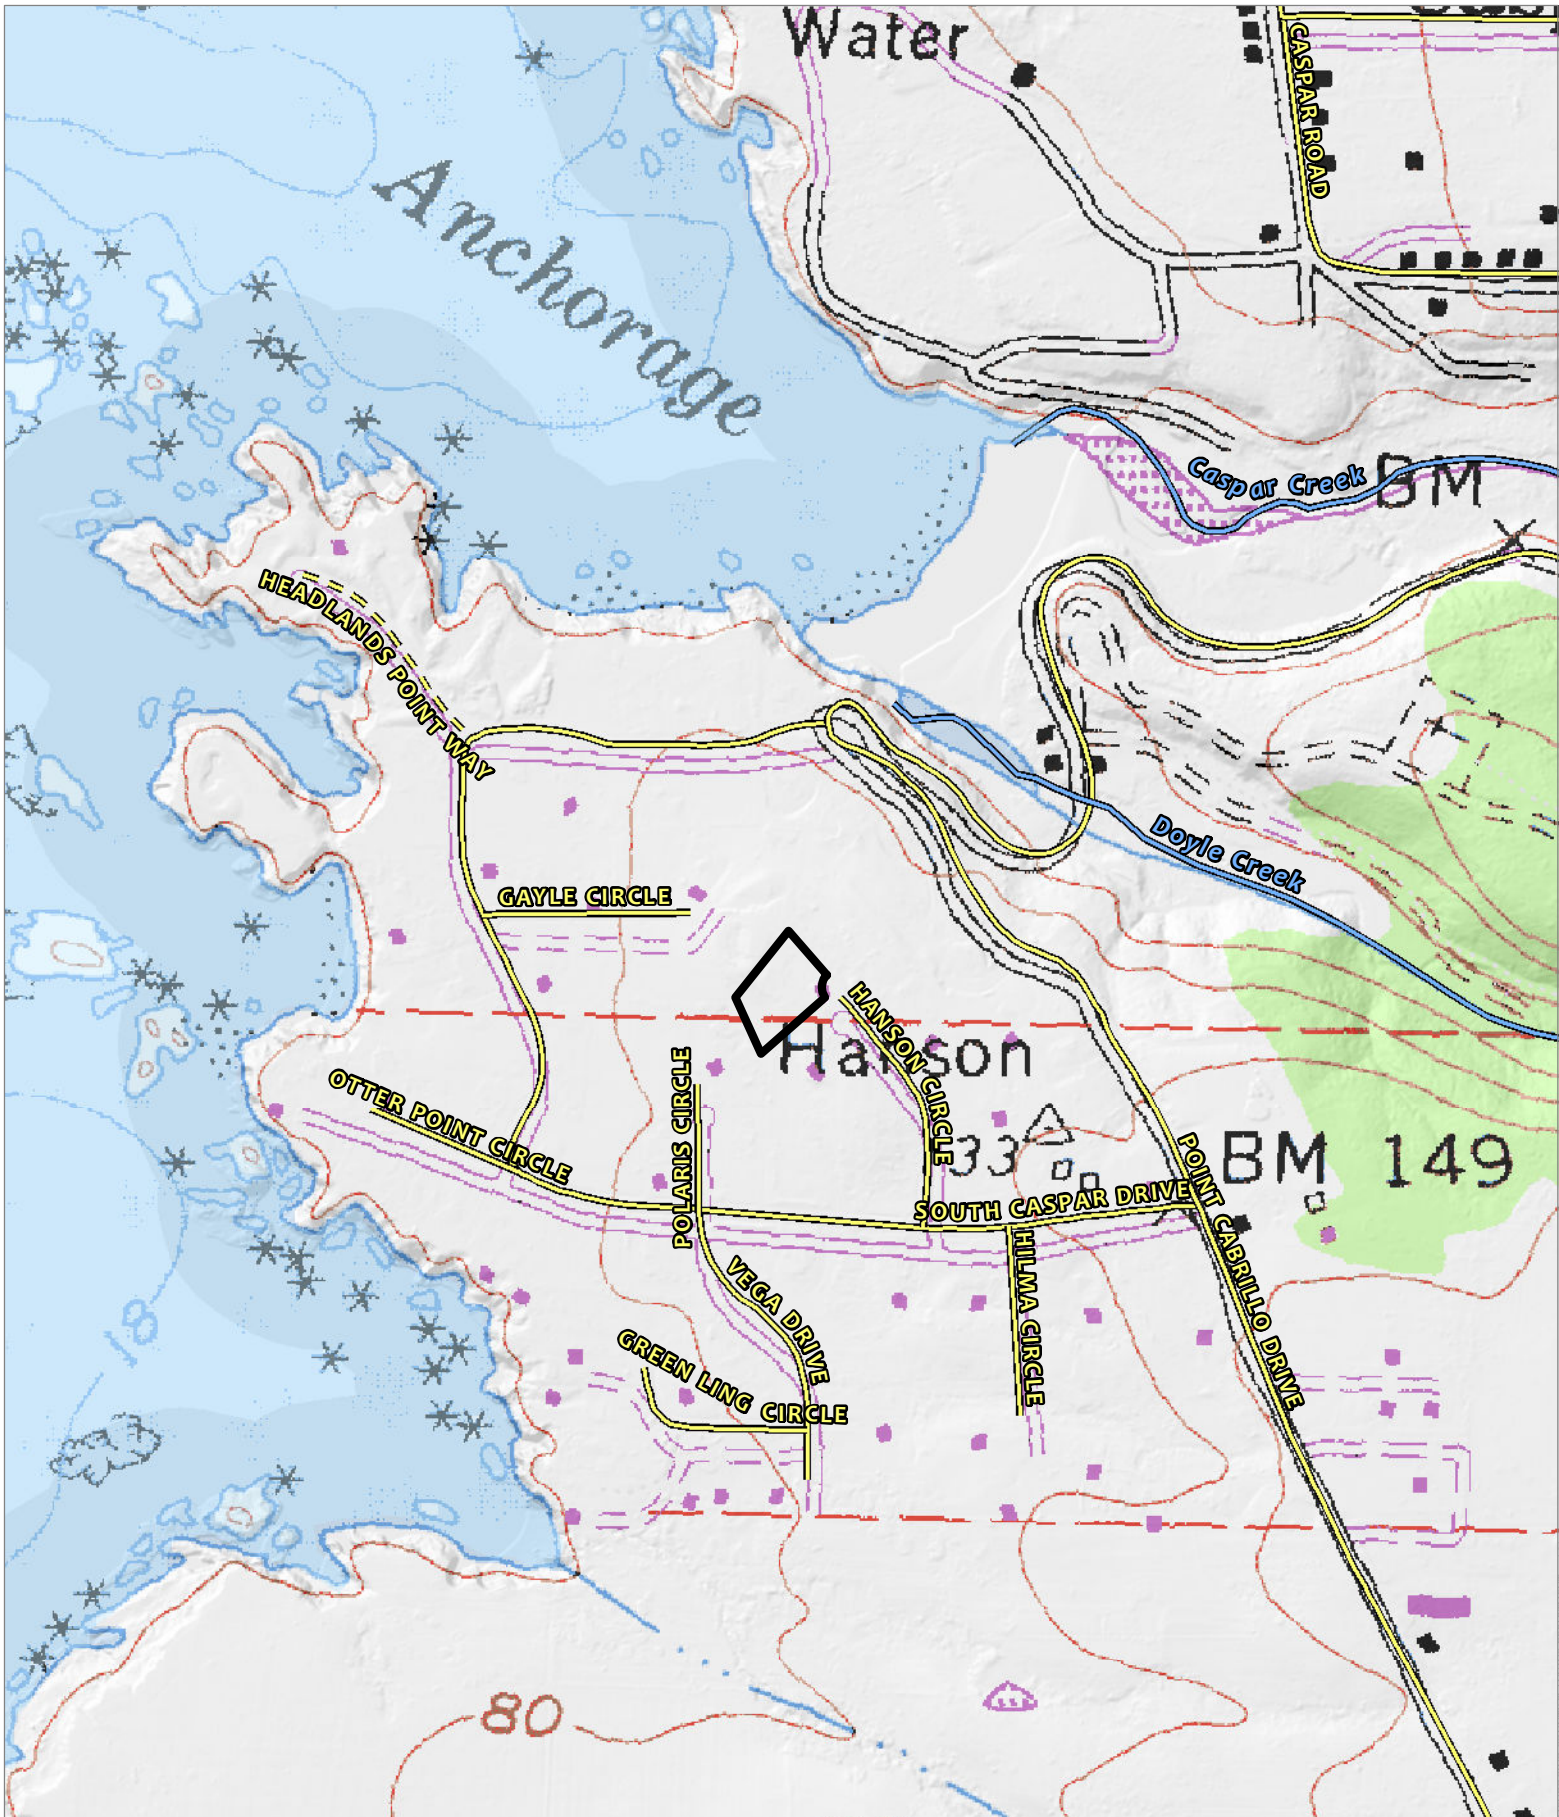 Water
CASPAR ROAD
Anchorage
Caspar Creek
BM
HEADLANDS POINT WAY
Doyle Creek
GAYLE CIRCLE
HANSON CIRCLE
Hanson
OTTER POINT CIRCLE
POLARIS CIRCLE
33
BM 149
POINT CABRILLO DRIVE
SOUTH CASPAR DRIVE
HILMA CIRCLE
VEGA DRIVE
GREEN LING CIRCLE
18
80